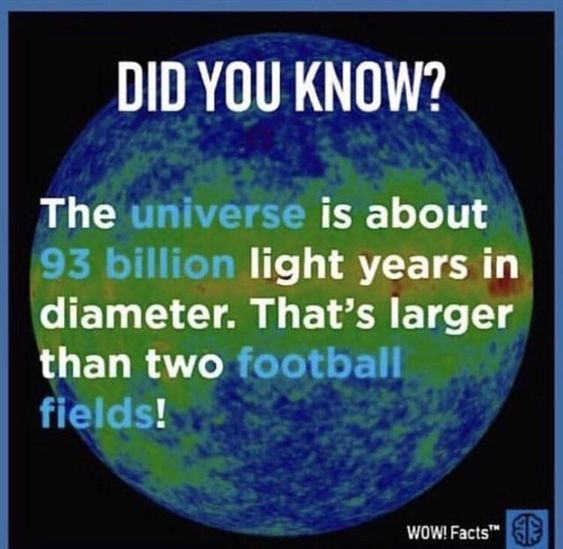 DID YOU KNOW?
The universe is about
93 billion light years in
diameter. That's larger
than two football
fields!
WOW! Facts™